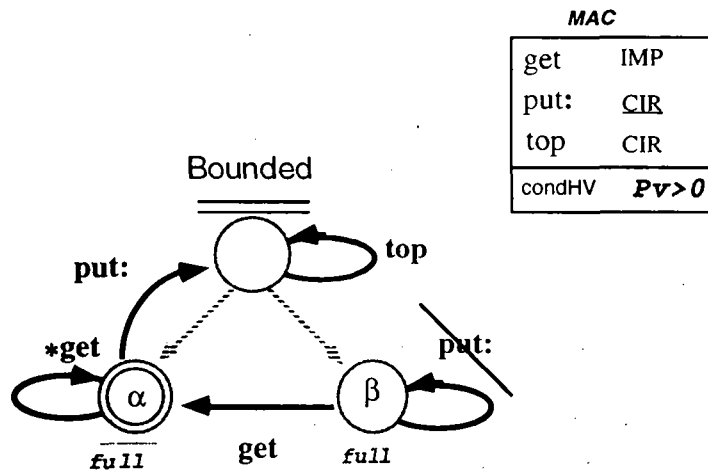 MAC
get IMP
put: CIR
top CIR
condHV Pv>0
Bounded
put:
top
*get
put:
α
β
get
full
full